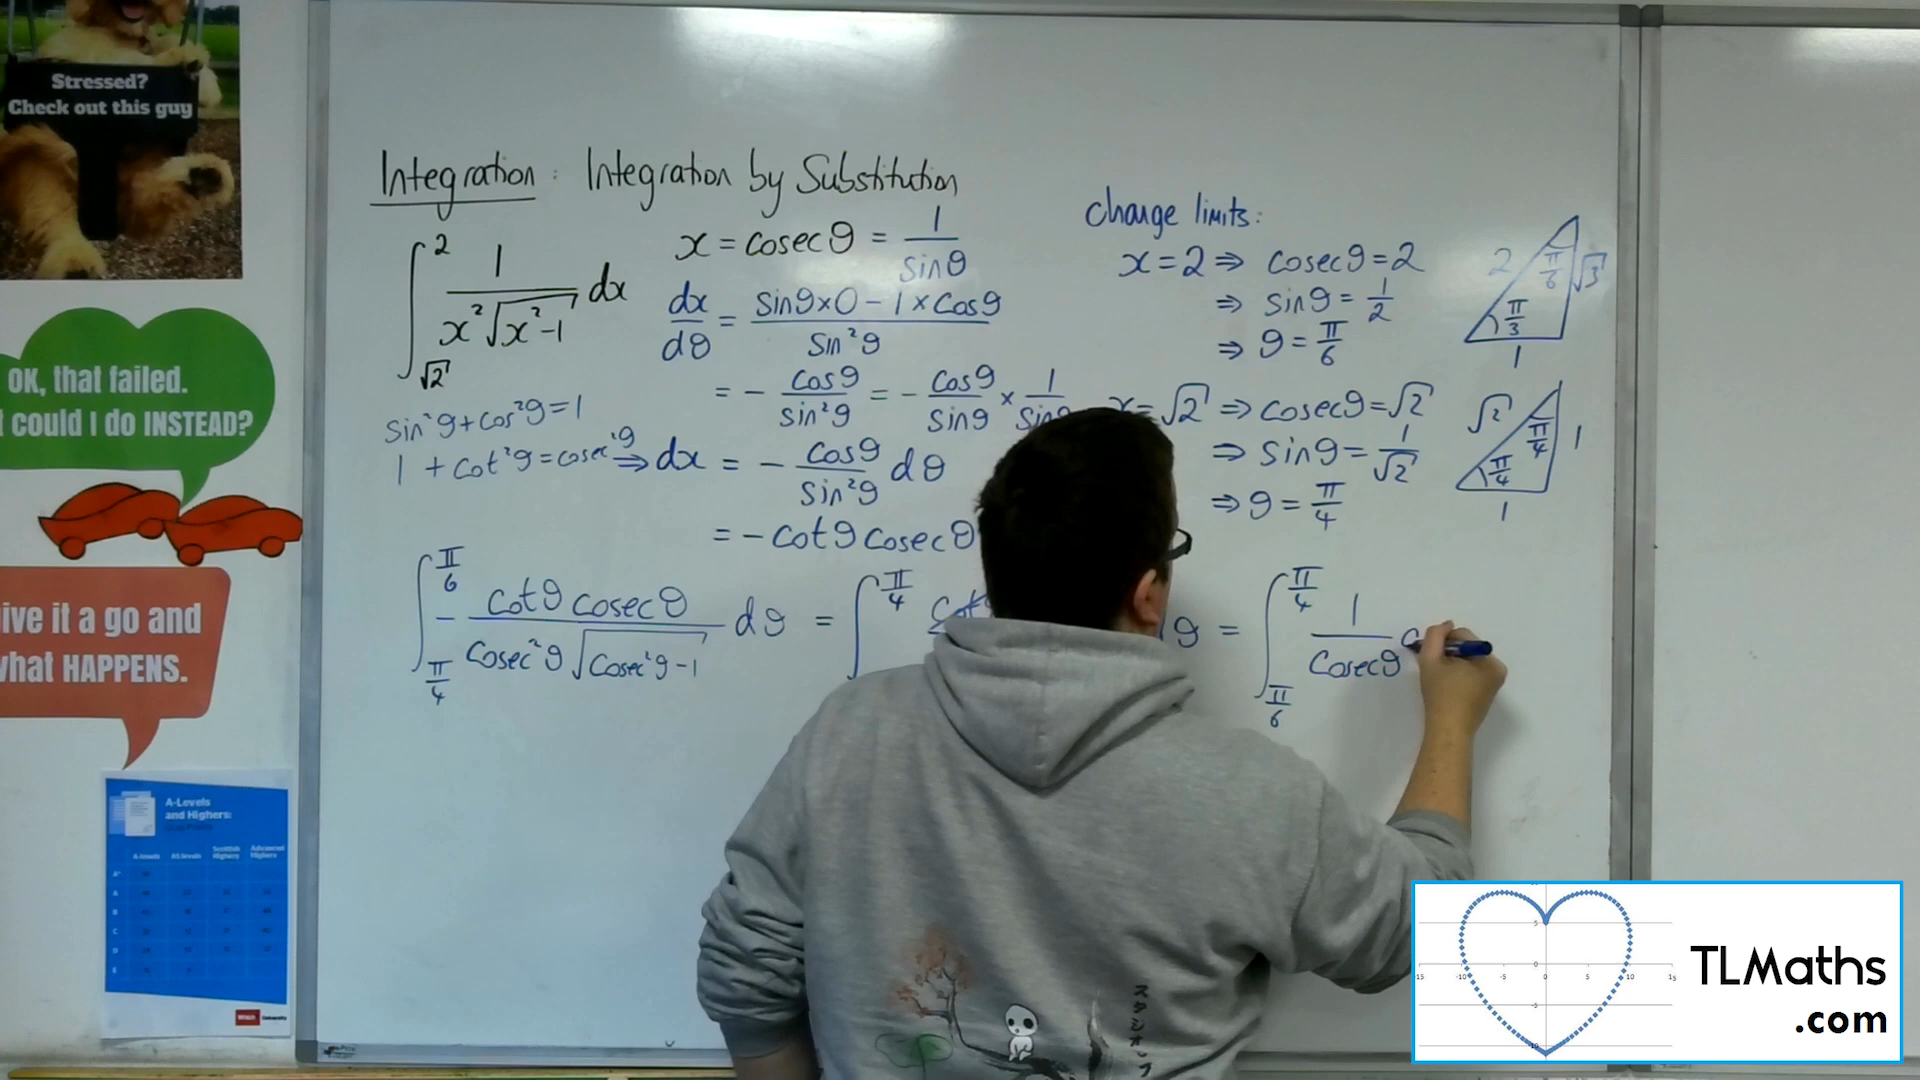 Stressed?
Check out this guy
OK, that failed.
could I do INSTEAD?
ive it a go and
what HAPPENS.
A-Levels
and Highers:
Integration : Integration by Substitution
∫_{√2}^{2} 1/(x²√(x²-1)) dx
x = cosecθ = 1/sinθ
dx/dθ = (sinθ×0 - 1×cosθ)/sin²θ
= - cosθ/sin²θ = - cosθ/sinθ × 1/sinθ
sin²θ + cos²θ = 1
1 + cot²θ = cosec²θ
⇒ dx = - cosθ/sin²θ dθ
= - cotθ cosecθ
change limits:
x = 2 ⇒ cosecθ = 2
⇒ sinθ = 1/2
⇒ θ = π/6
2 π/6 √3 π/3 1
x = √2 ⇒ cosecθ = √2
⇒ sinθ = 1/√2
⇒ θ = π/4
√2 π/4 1 π/4 1
∫_{π/4}^{π/6} - cotθ cosecθ/(cosec²θ√(cosec²θ-1)) dθ = ∫^{π/4} cot θ = ∫_{π/6}^{π/4} 1/cosecθ
スタジオ
TLMaths
.com